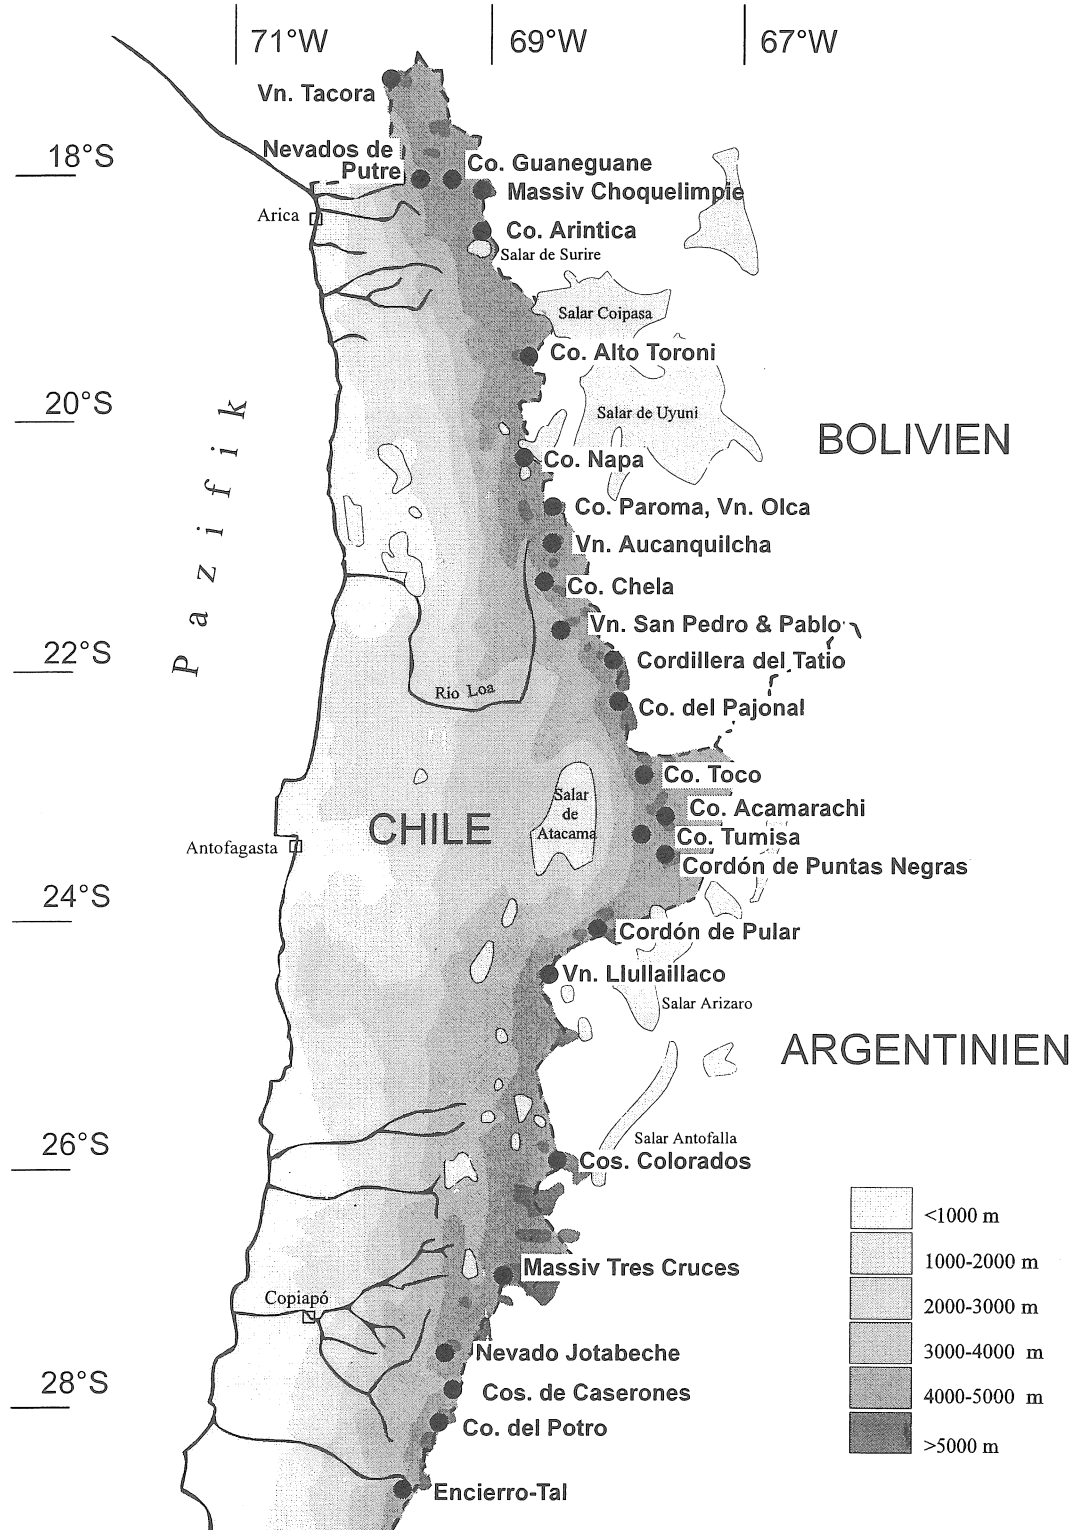 71°W
69°W
67°W
Vn. Tacora
18°S
Nevados de
Putre
Co. Guaneguane
Massiv Choquelimpie
Arica
Co. Arintica
Salar de Surire
Salar Coipasa
Co. Alto Toroni
20°S
Salar de Uyuni
Pazifik
BOLIVIEN
Co. Napa
Co. Paroma, Vn. Olca
Vn. Aucanquilcha
Co. Chela
Vn. San Pedro & Pablo
22°S
Cordillera del Tatio
Rio Loa
Co. del Pajonal
Co. Toco
Salar
de
Atacama
Co. Acamarachi
CHILE
Co. Tumisa
Antofagasta
Cordón de Puntas Negras
24°S
Cordón de Pular
Vn. Llullaillaco
Salar Arizaro
ARGENTINIEN
26°S
Salar Antofalla
Cos. Colorados
<1000 m
1000-2000 m
2000-3000 m
3000-4000 m
4000-5000 m
>5000 m
Massiv Tres Cruces
Copiapó
Nevado Jotabeche
28°S
Cos. de Caserones
Co. del Potro
Encierro-Tal